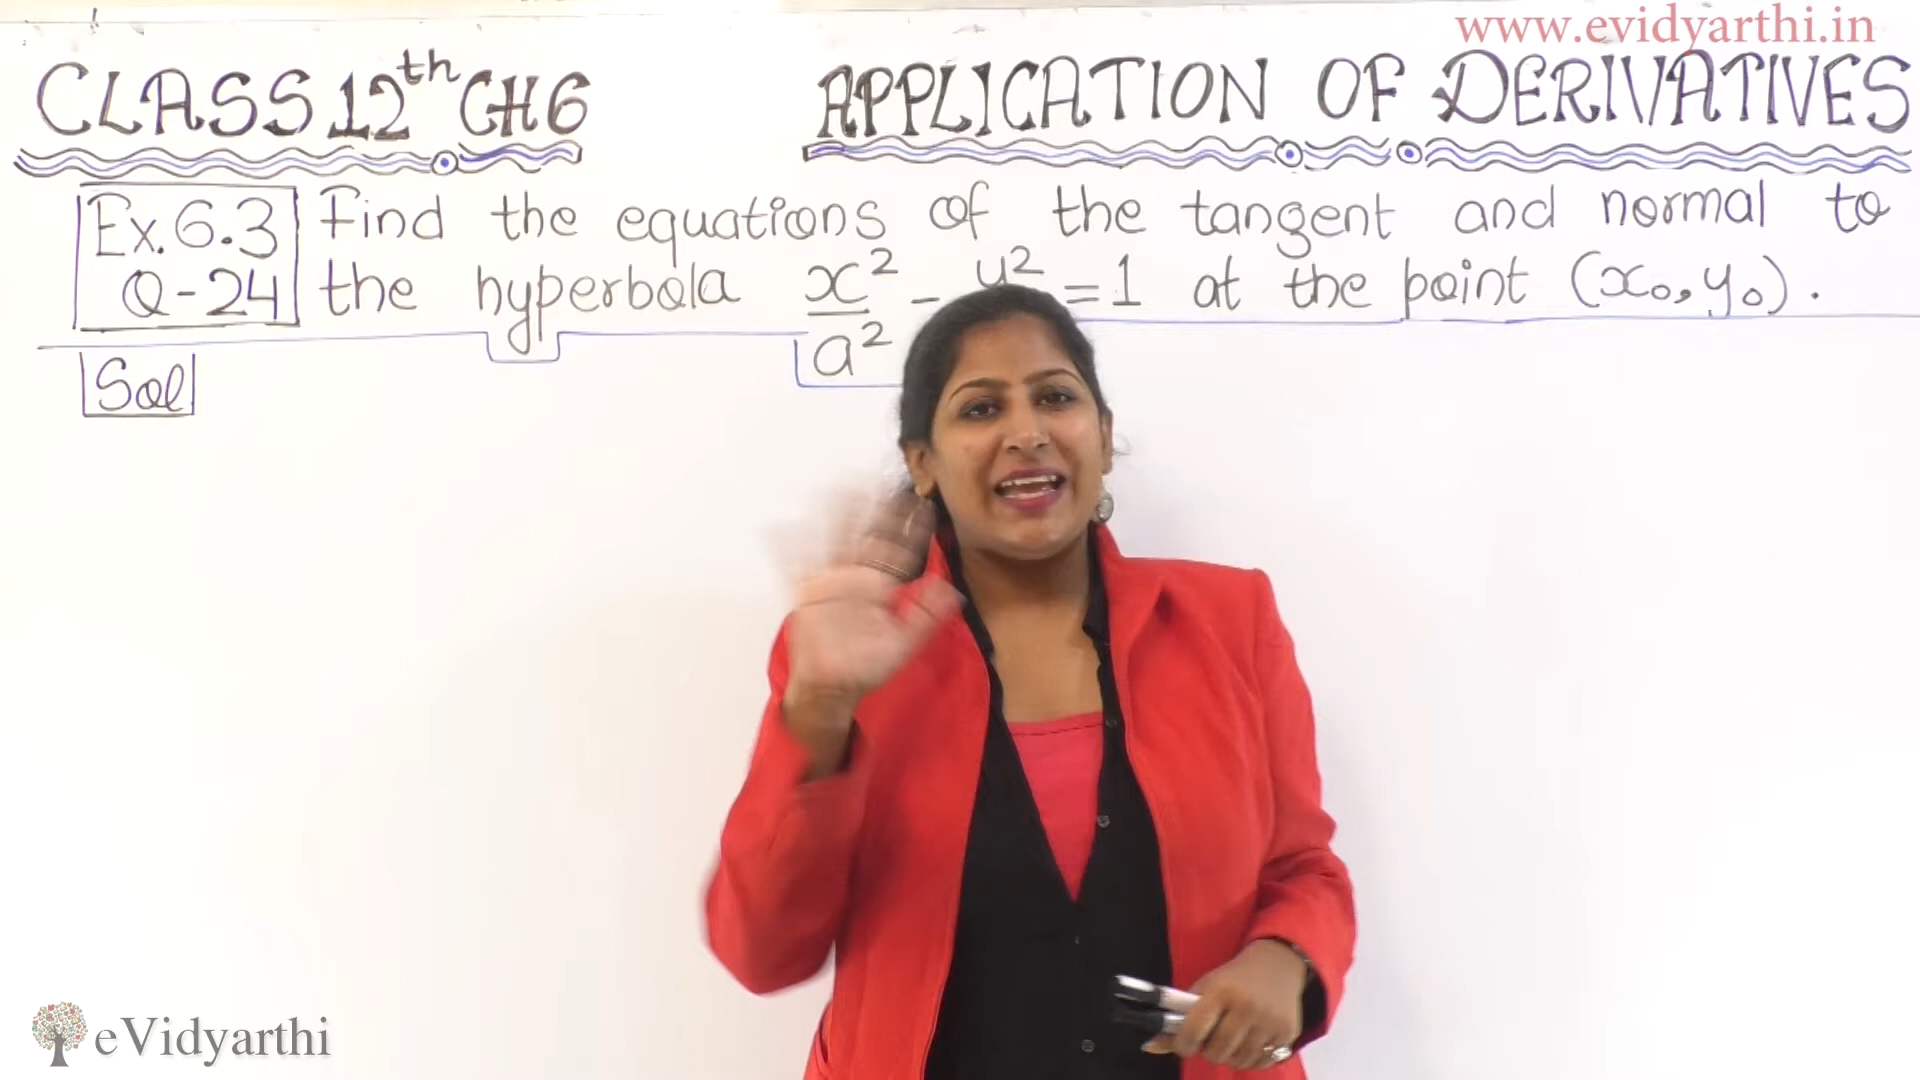 www.evidyarthi.in
CLASS 12th CH6 APPLICATION OF DERIVATIVES
Ex. 6.3 Find the equations of the tangent and normal to
Q-24 the hyperbola x²/a² - y² = 1 at the point (x₀, y₀).
Sol
eVidyarthi